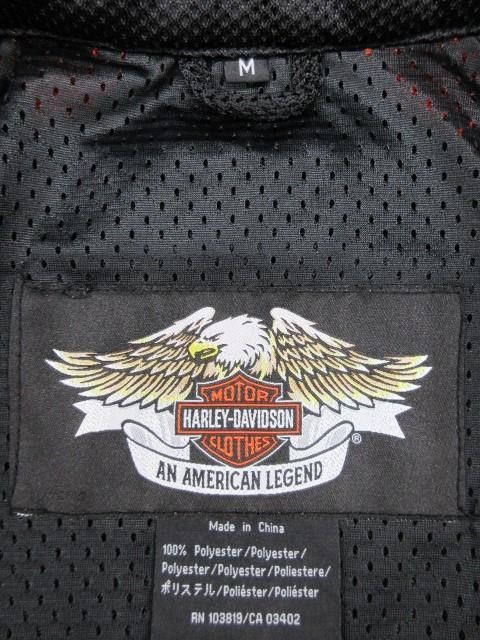 M
MOTOR
HARLEY-DAVIDSON
CLOTHES
®
AN AMERICAN LEGEND
Made in China
100% Polyester/Polyester/
Polyester/Polyester/Poliestere/
ポリステル/Poliéster/Poliéster
RN 103819/CA 03402